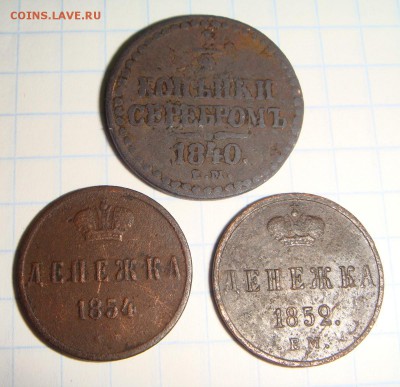 COINS.LAVE.RU
1/2
КОПѢЙКИ
СЕРЕБРОМЪ
1840.
ДЕНЕЖКА
1854
ДЕНЕЖКА
1852.
Е.М.